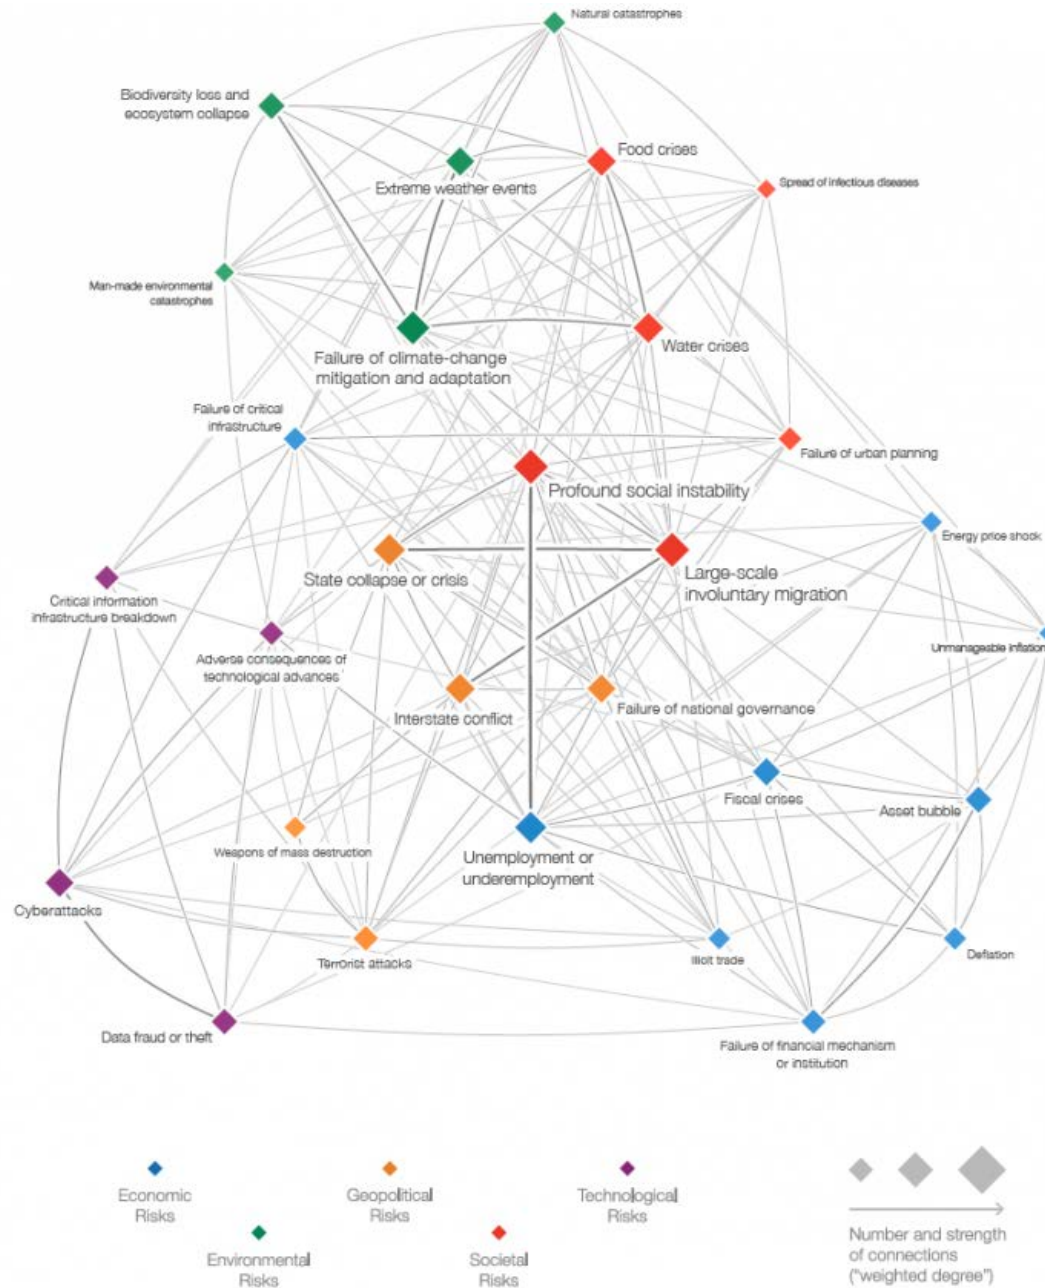 Natural catastrophes
Biodiversity loss and
ecosystem collapse
Food crises
Extreme weather events
Spread of infectious diseases
Man-made environmental
catastrophes
Water crises
Failure of climate-change
mitigation and adaptation
Failure of critical
infrastructure
Failure of urban planning
Profound social instability
Energy price shock
State collapse or crisis
Large-scale
involuntary migration
Critical information
infrastructure breakdown
Unmanageable inflation
Adverse consequences of
technological advances
Interstate conflict
Failure of national governance
Fiscal crises
Asset bubble
Weapons of mass destruction
Unemployment or
underemployment
Cyberattacks
Terrorist attacks
Illicit trade
Deflation
Data fraud or theft
Failure of financial mechanism
or institution
Economic
Risks
Geopolitical
Risks
Technological
Risks
Environmental
Risks
Societal
Risks
Number and strength
of connections
("weighted degree")